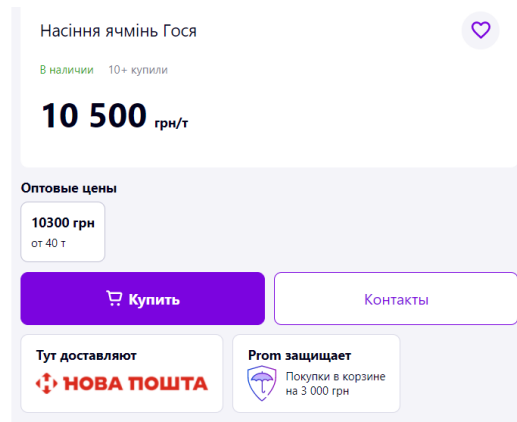 Насіння ячмінь Гося
В наличии 10+ купили
10 500 грн/т
Оптовые цены
10300 грн
от 40 т
Купить
Контакты
Тут доставляют
НОВА ПОШТА
Prom защищает
Покупки в корзине
на 3 000 грн